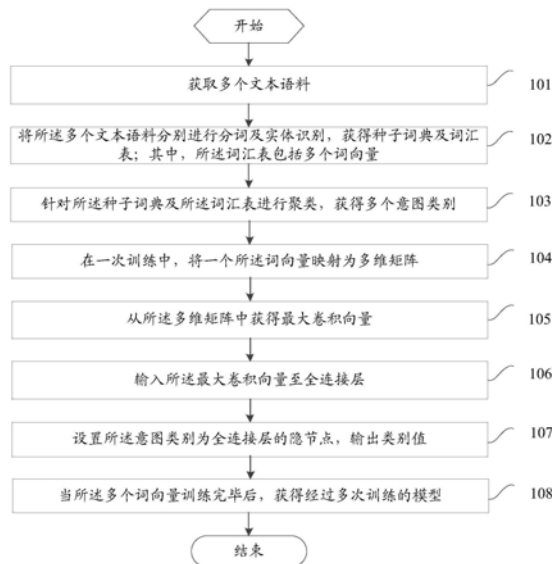 开始
获取多个文本语料
101
将所述多个文本语料分别进行分词及实体识别，获得种子词典及词汇
表；其中，所述词汇表包括多个词向量
102
针对所述种子词典及所述词汇表进行聚类，获得多个意图类别
103
在一次训练中，将一个所述词向量映射为多维矩阵
104
从所述多维矩阵中获得最大卷积向量
105
输入所述最大卷积向量至全连接层
106
设置所述意图类别为全连接层的隐节点，输出类别值
107
当所述多个词向量训练完毕后，获得经过多次训练的模型
108
结束